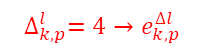 Δ^l_{k,p} = 4 → e^{Δl}_{k,p}